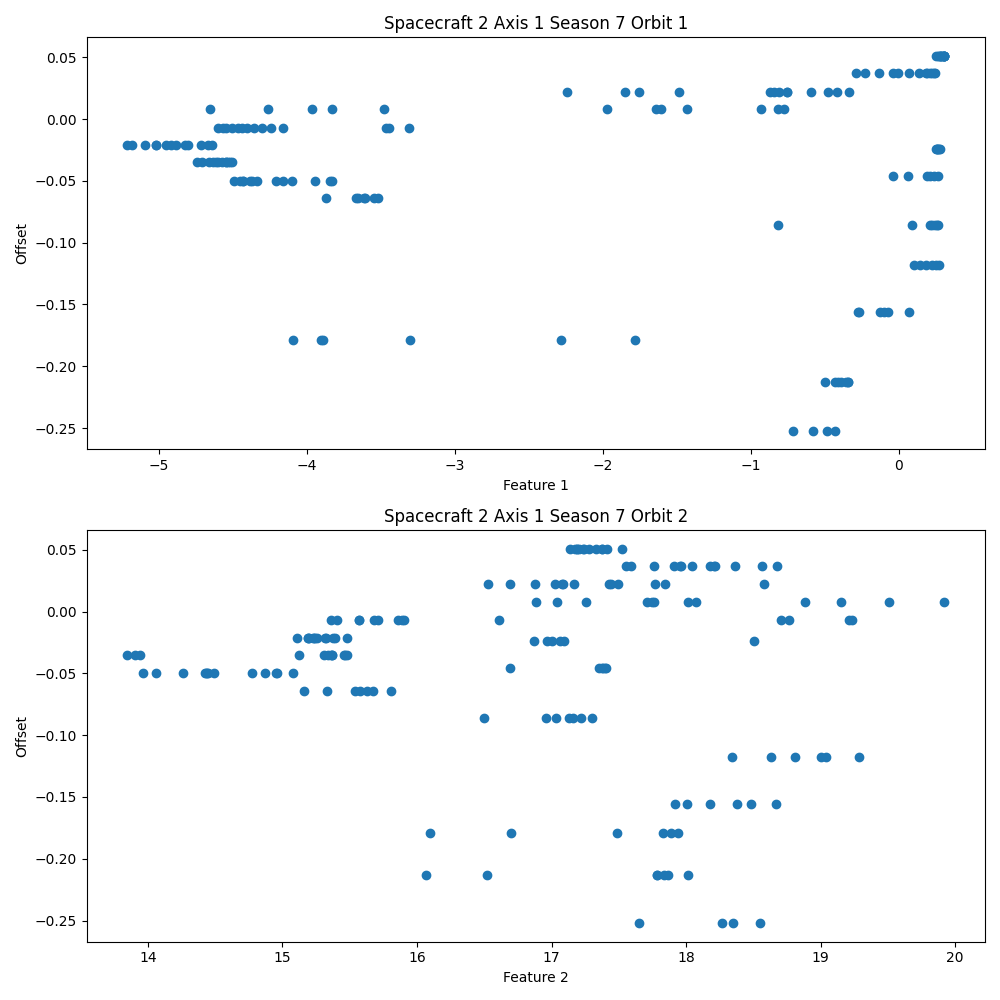 Spacecraft 2 Axis 1 Season 7 Orbit 1
0.05
0.00
−0.05
−0.10
−0.15
−0.20
−0.25
Offset
−5 −4 −3 −2 −1 0
Feature 1
Spacecraft 2 Axis 1 Season 7 Orbit 2
0.05
0.00
−0.05
−0.10
−0.15
−0.20
−0.25
Offset
14 15 16 17 18 19 20
Feature 2